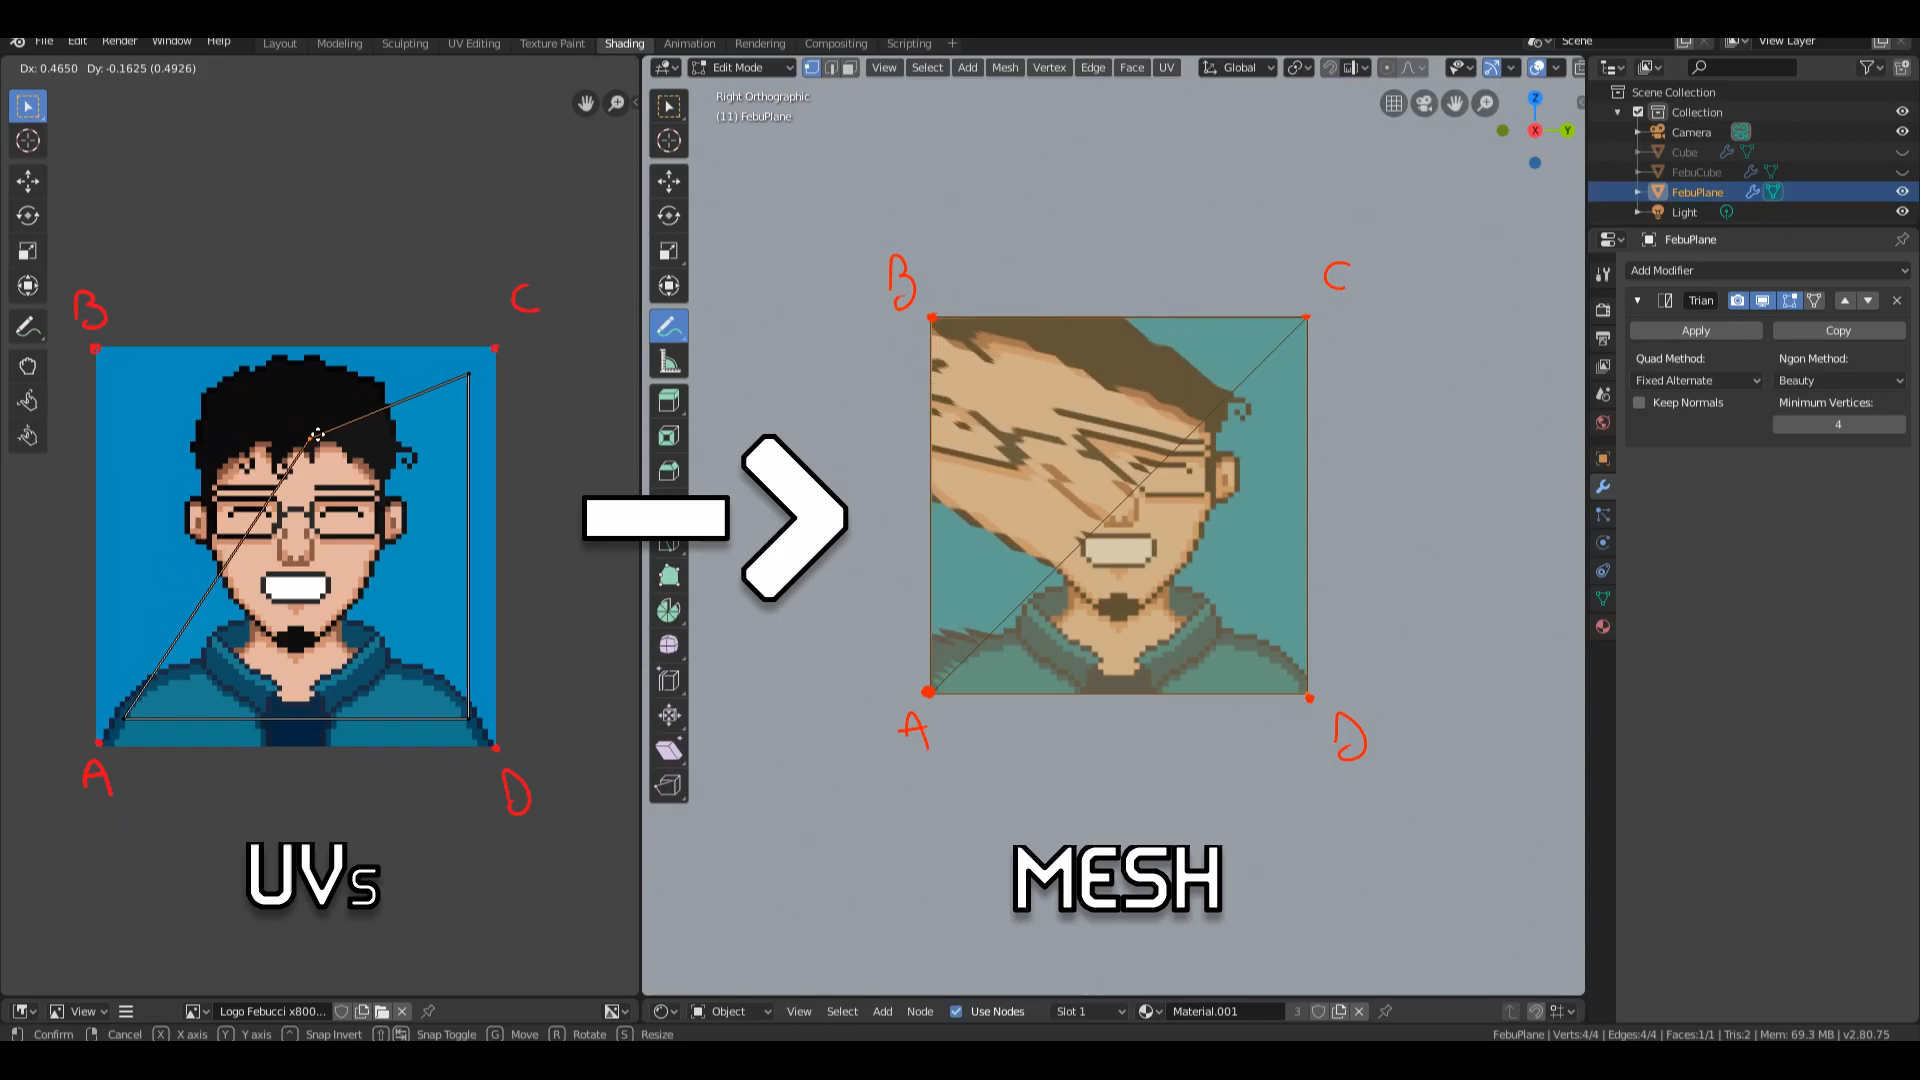 File Edit Render Window Help Layout Modeling Sculpting UV Editing Texture Paint Shading Animation Rendering Compositing Scripting + Scene View Layer
Dx: 0.4650 Dy: -0.1625 (0.4926)
Edit Mode View Select Add Mesh Vertex Edge Face UV Global
Right Orthographic
(11) FebuPlane
Z
X
Y
Scene Collection
Collection
Camera
Cube
FebuCube
FebuPlane
Light
FebuPlane
Add Modifier
Trian
Apply Copy
Quad Method: Ngon Method:
Fixed Alternate Beauty
Keep Normals Minimum Vertices:
4
B
C
A
D
B
C
A
D
UVs
MESH
View Logo Febucci x800...
Object View Select Add Node Use Nodes Slot 1 Material.001 3
Confirm Cancel X X axis Y Y axis ^ Snap Invert Snap Toggle G Move R Rotate S Resize
FebuPlane | Verts:4/4 | Edges:4/4 | Faces:1/1 | Tris:2 | Mem: 69.3 MB | v2.80.75